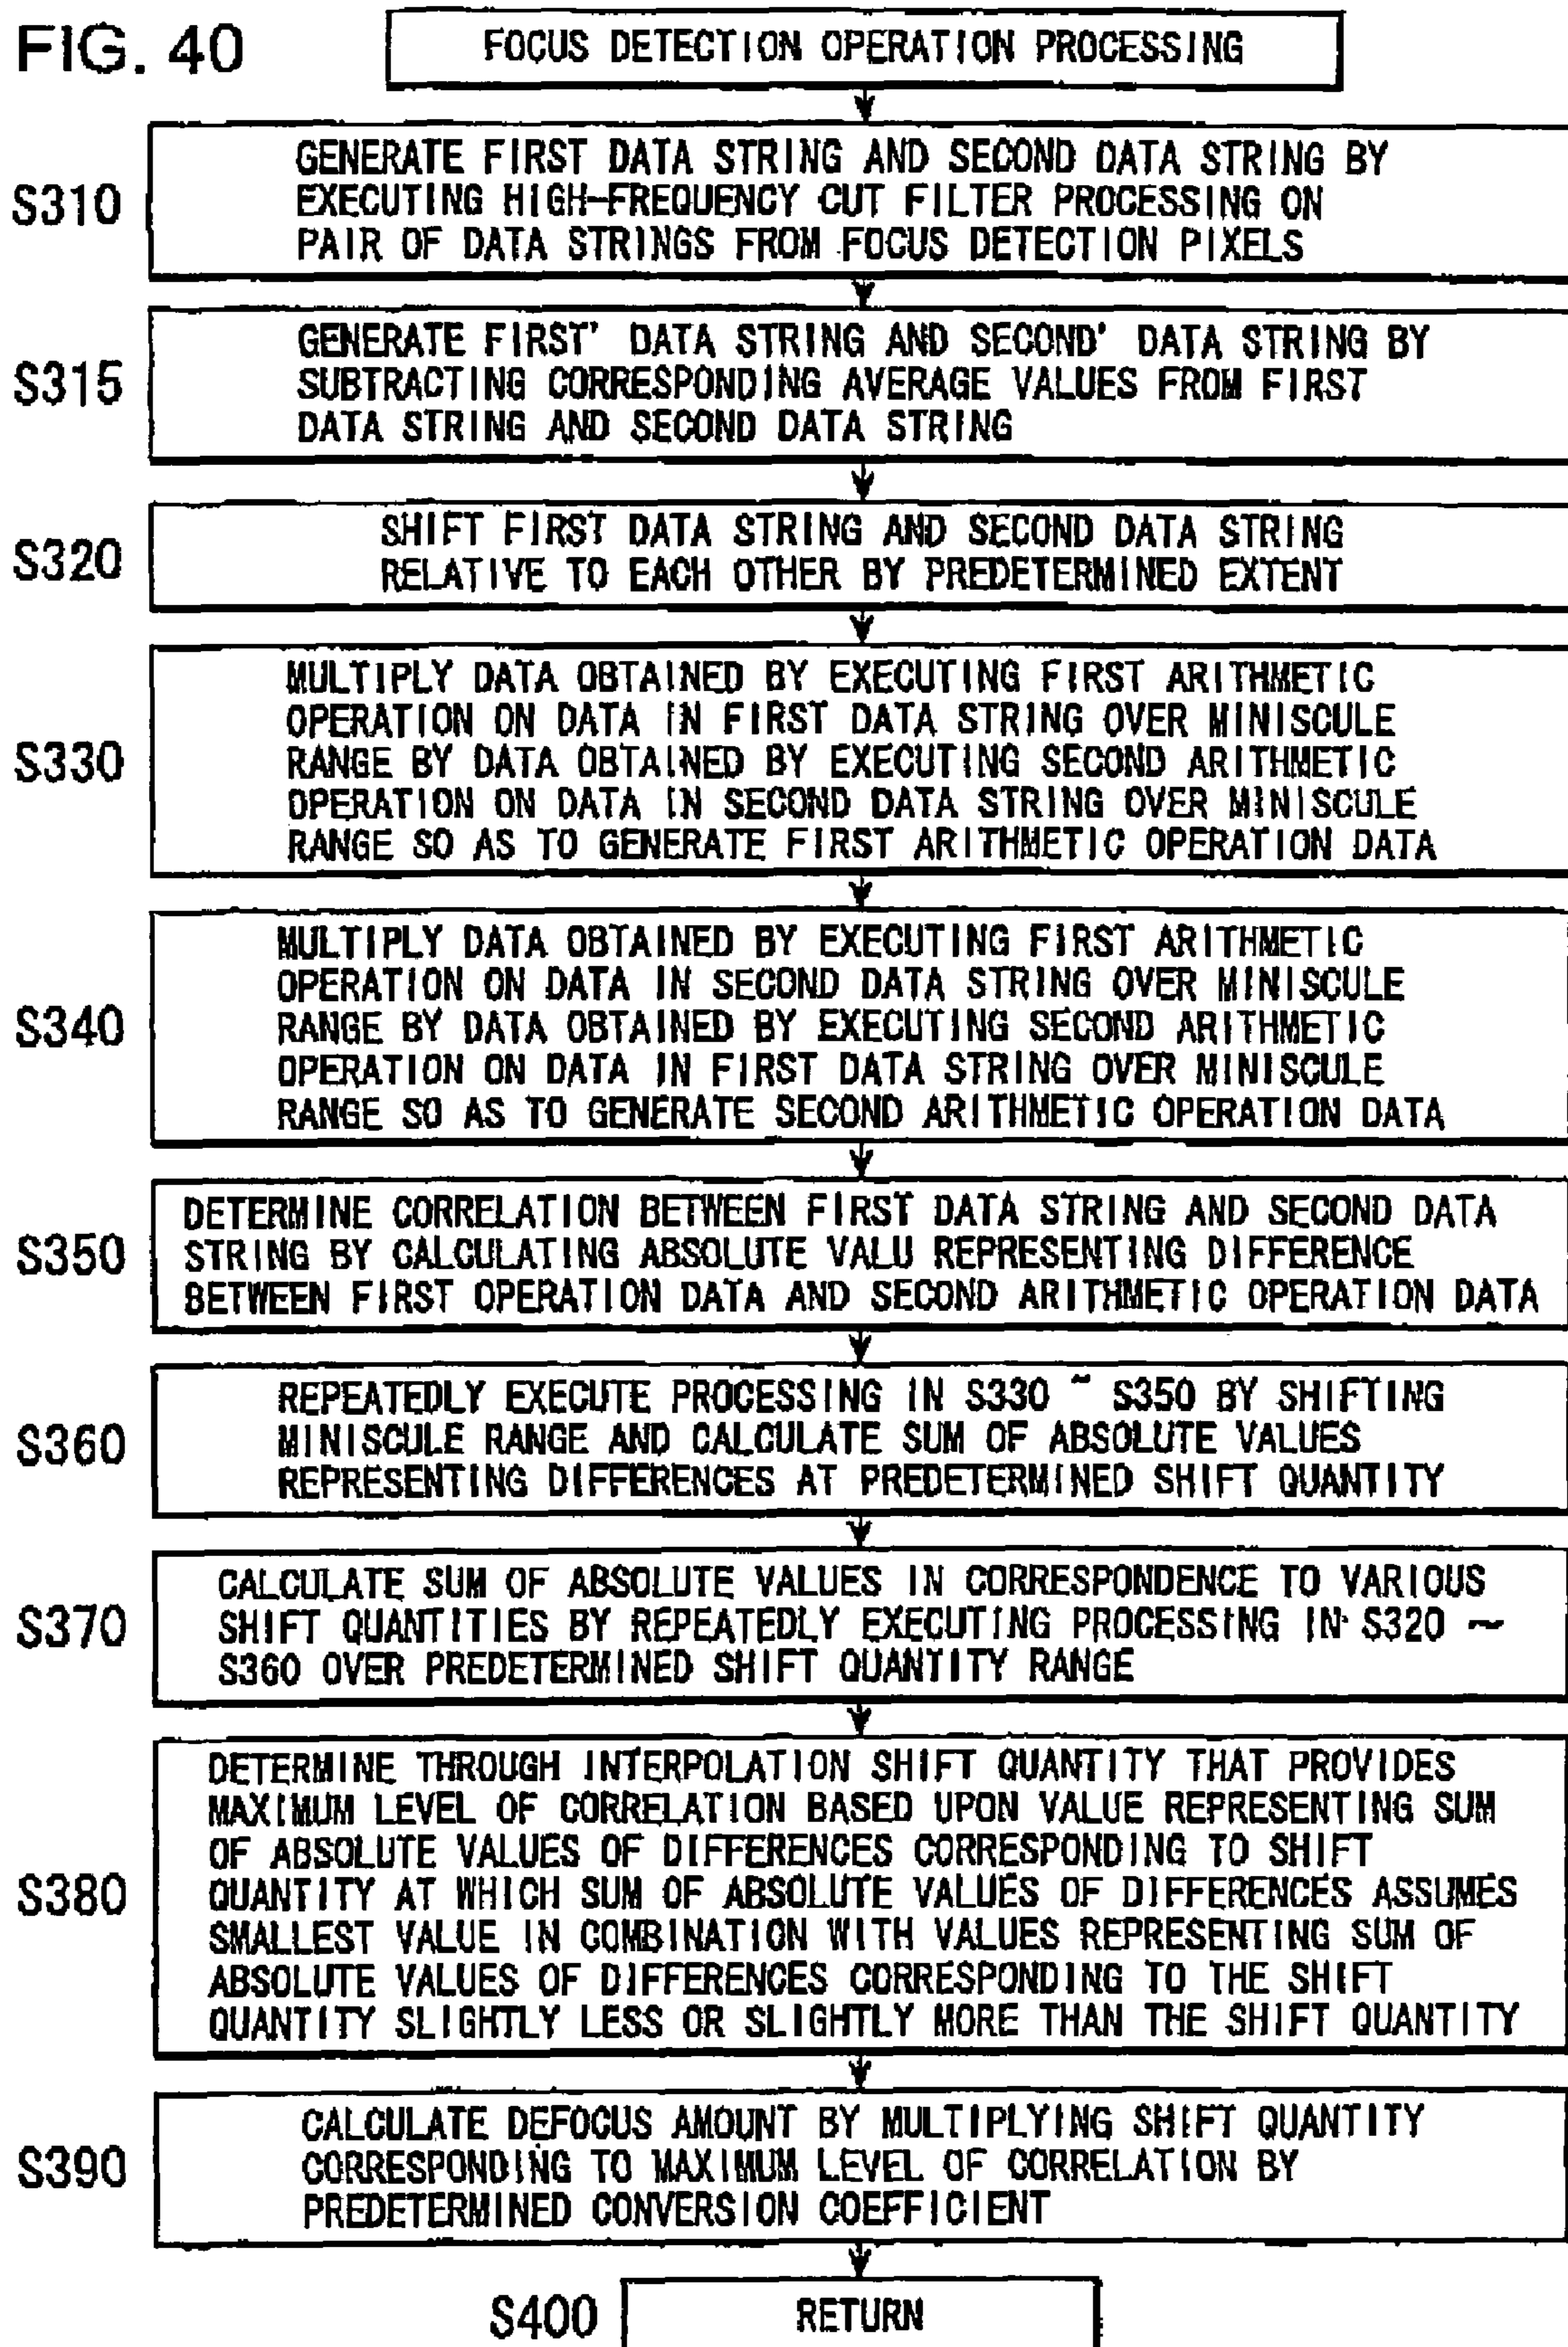 FIG. 40
FOCUS DETECTION OPERATION PROCESSING
S310
GENERATE FIRST DATA STRING AND SECOND DATA STRING BY
EXECUTING HIGH-FREQUENCY CUT FILTER PROCESSING ON
PAIR OF DATA STRINGS FROM FOCUS DETECTION PIXELS
S315
GENERATE FIRST' DATA STRING AND SECOND' DATA STRING BY
SUBTRACTING CORRESPONDING AVERAGE VALUES FROM FIRST
DATA STRING AND SECOND DATA STRING
S320
SHIFT FIRST DATA STRING AND SECOND DATA STRING
RELATIVE TO EACH OTHER BY PREDETERMINED EXTENT
S330
MULTIPLY DATA OBTAINED BY EXECUTING FIRST ARITHMETIC
OPERATION ON DATA IN FIRST DATA STRING OVER MINISCULE
RANGE BY DATA OBTAINED BY EXECUTING SECOND ARITHMETIC
OPERATION ON DATA IN SECOND DATA STRING OVER MINISCULE
RANGE SO AS TO GENERATE FIRST ARITHMETIC OPERATION DATA
S340
MULTIPLY DATA OBTAINED BY EXECUTING FIRST ARITHMETIC
OPERATION ON DATA IN SECOND DATA STRING OVER MINISCULE
RANGE BY DATA OBTAINED BY EXECUTING SECOND ARITHMETIC
OPERATION ON DATA IN FIRST DATA STRING OVER MINISCULE
RANGE SO AS TO GENERATE SECOND ARITHMETIC OPERATION DATA
S350
DETERMINE CORRELATION BETWEEN FIRST DATA STRING AND SECOND DATA
STRING BY CALCULATING ABSOLUTE VALU REPRESENTING DIFFERENCE
BETWEEN FIRST OPERATION DATA AND SECOND ARITHMETIC OPERATION DATA
S360
REPEATEDLY EXECUTE PROCESSING IN S330 ~ S350 BY SHIFTING
MINISCULE RANGE AND CALCULATE SUM OF ABSOLUTE VALUES
REPRESENTING DIFFERENCES AT PREDETERMINED SHIFT QUANTITY
S370
CALCULATE SUM OF ABSOLUTE VALUES IN CORRESPONDENCE TO VARIOUS
SHIFT QUANTITIES BY REPEATEDLY EXECUTING PROCESSING IN S320 ~
S360 OVER PREDETERMINED SHIFT QUANTITY RANGE
S380
DETERMINE THROUGH INTERPOLATION SHIFT QUANTITY THAT PROVIDES
MAXIMUM LEVEL OF CORRELATION BASED UPON VALUE REPRESENTING SUM
OF ABSOLUTE VALUES OF DIFFERENCES CORRESPONDING TO SHIFT
QUANTITY AT WHICH SUM OF ABSOLUTE VALUES OF DIFFERENCES ASSUMES
SMALLEST VALUE IN COMBINATION WITH VALUES REPRESENTING SUM OF
ABSOLUTE VALUES OF DIFFERENCES CORRESPONDING TO THE SHIFT
QUANTITY SLIGHTLY LESS OR SLIGHTLY MORE THAN THE SHIFT QUANTITY
S390
CALCULATE DEFOCUS AMOUNT BY MULTIPLYING SHIFT QUANTITY
CORRESPONDING TO MAXIMUM LEVEL OF CORRELATION BY
PREDETERMINED CONVERSION COEFFICIENT
S400
RETURN